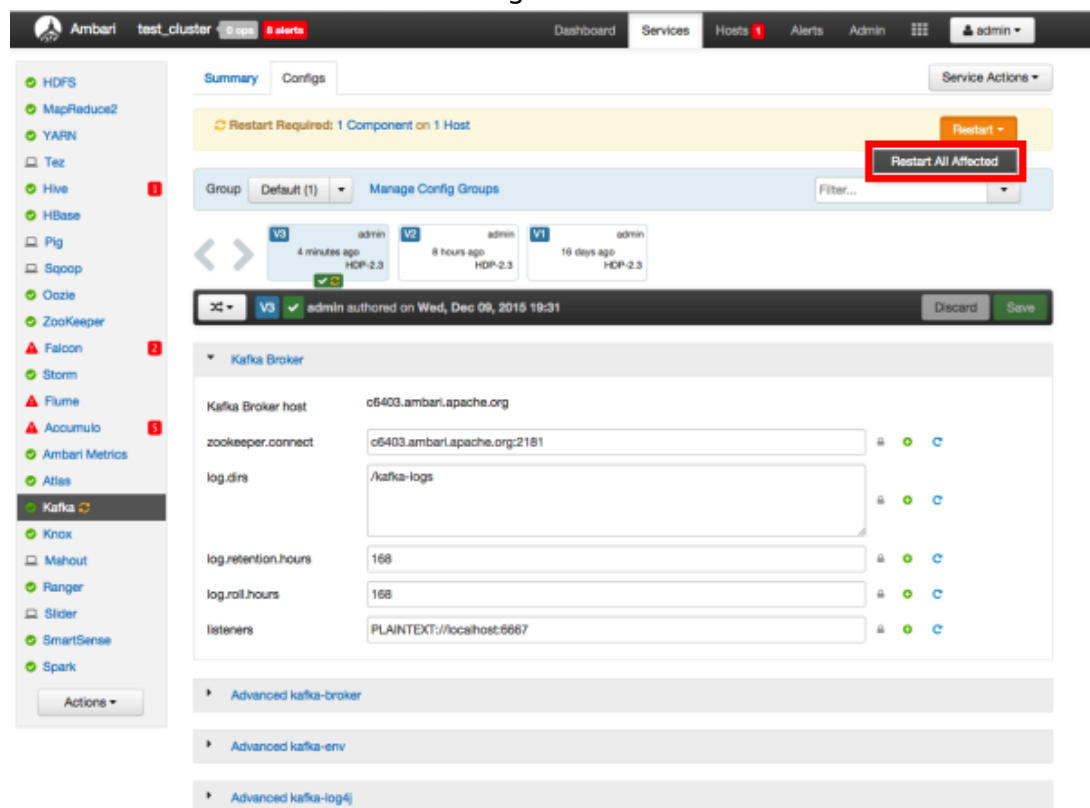 Ambari test_cluster 0 ops 8 alerts Dashboard Services Hosts 1 Alerts Admin admin
HDFS
MapReduce2
YARN
Tez
Hive 1
HBase
Pig
Sqoop
Oozie
ZooKeeper
Falcon 2
Storm
Flume
Accumulo 5
Ambari Metrics
Atlas
Kafka
Knox
Mahout
Ranger
Slider
SmartSense
Spark
Actions
Summary Configs Service Actions
Restart Required: 1 Component on 1 Host Restart
Restart All Affected
Group Default (1) Manage Config Groups Filter...
V3 admin
4 minutes ago
HDP-2.3
V2 admin
8 hours ago
HDP-2.3
V1 admin
16 days ago
HDP-2.3
V3 admin authored on Wed, Dec 09, 2015 19:31 Discard Save
Kafka Broker
Kafka Broker host c6403.ambari.apache.org
zookeeper.connect c6403.ambari.apache.org:2181
log.dirs /kafka-logs
log.retention.hours 168
log.roll.hours 168
listeners PLAINTEXT://localhost:6667
Advanced kafka-broker
Advanced kafka-env
Advanced kafka-log4j